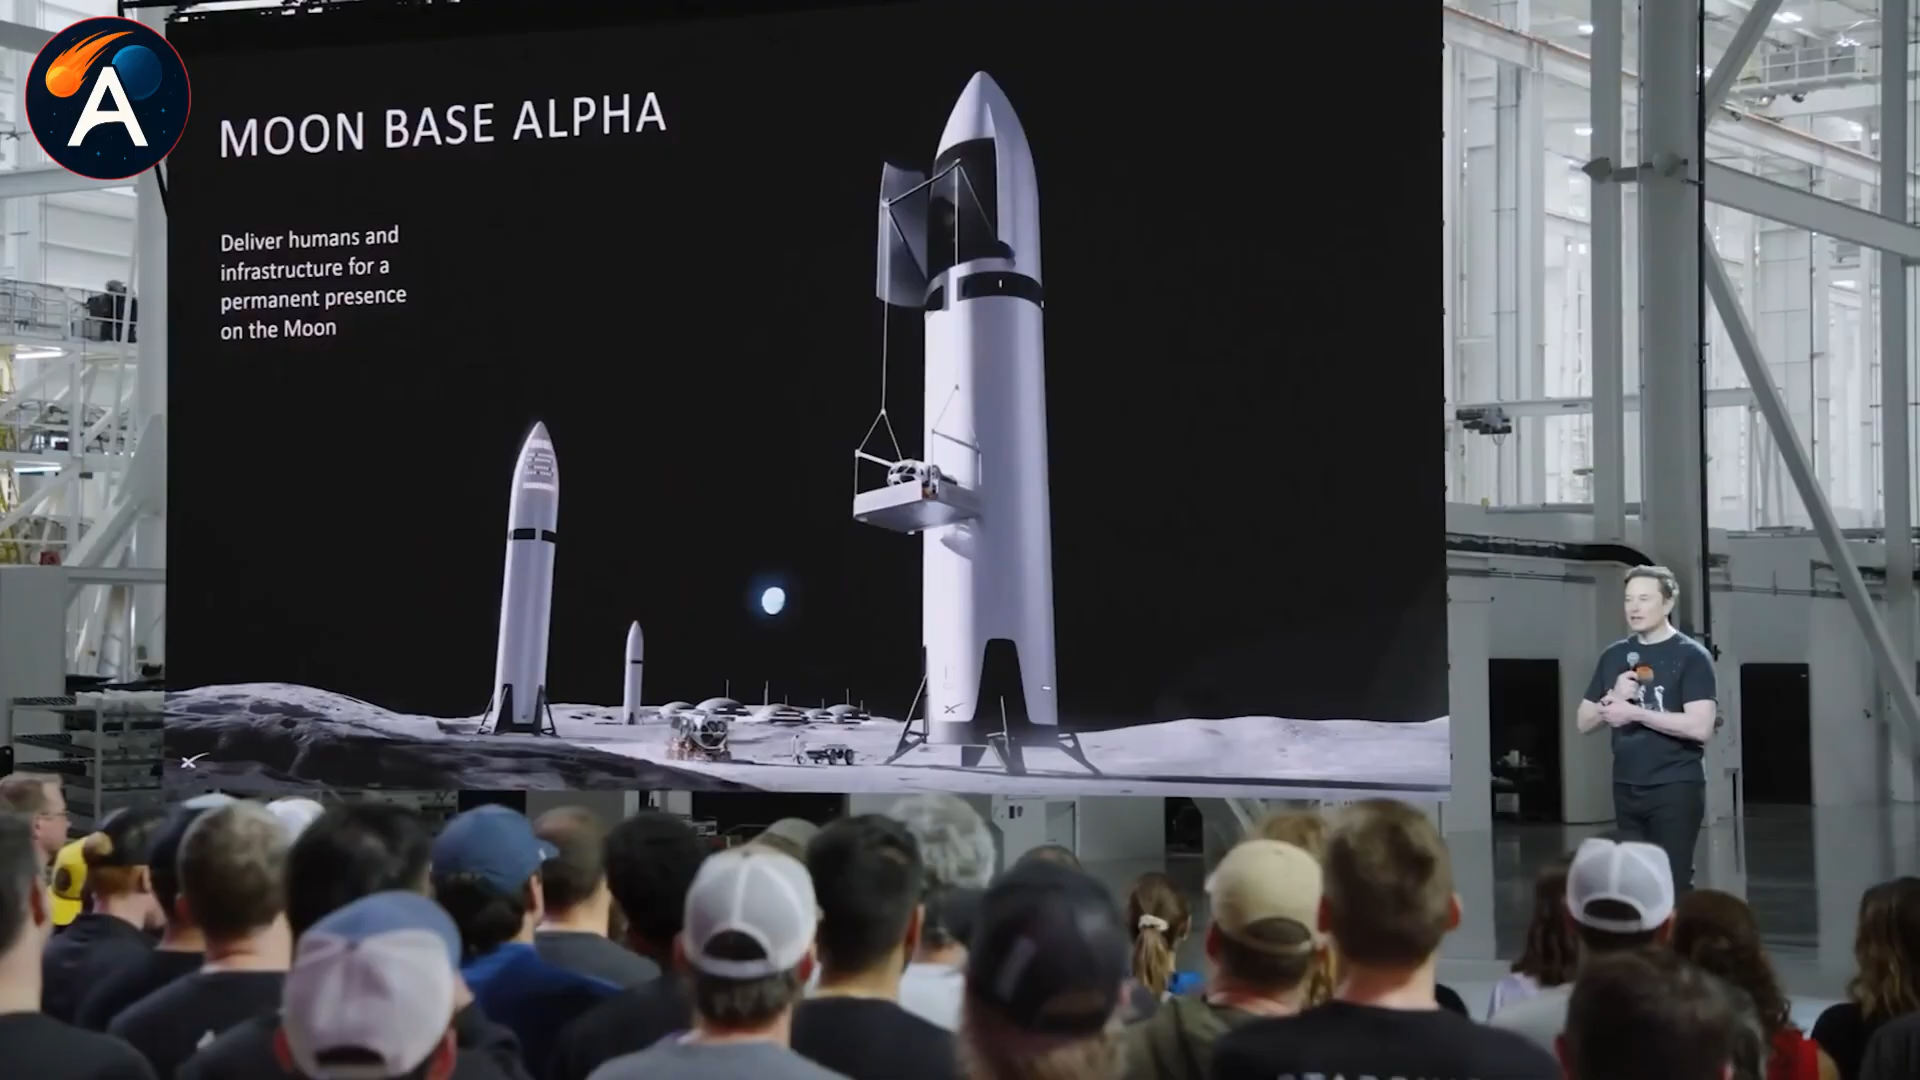 A
MOON BASE ALPHA
Deliver humans and
infrastructure for a
permanent presence
on the Moon